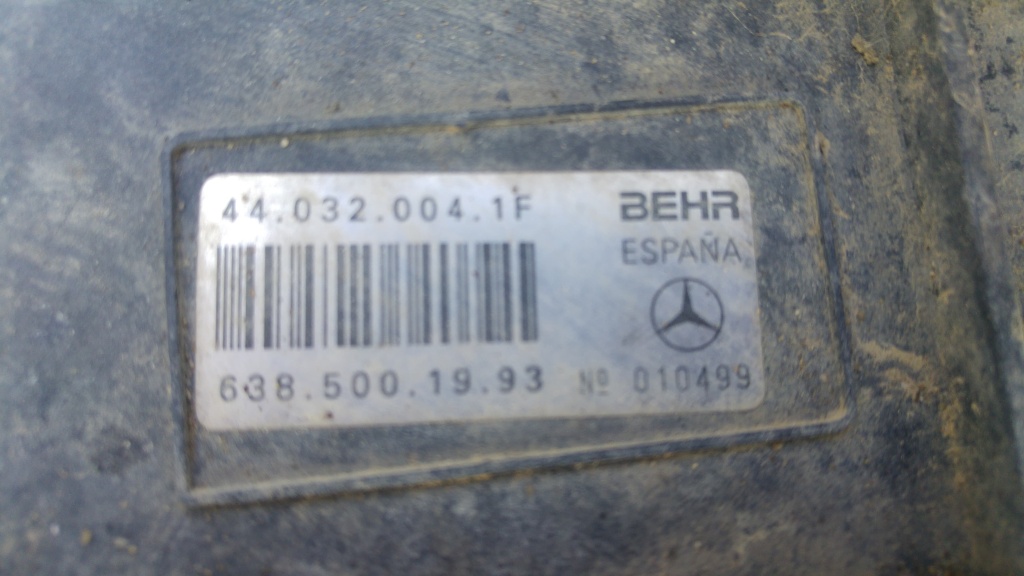 44.032.004.1F
BEHR
ESPAÑA
638.500.19.93
Nº 010499